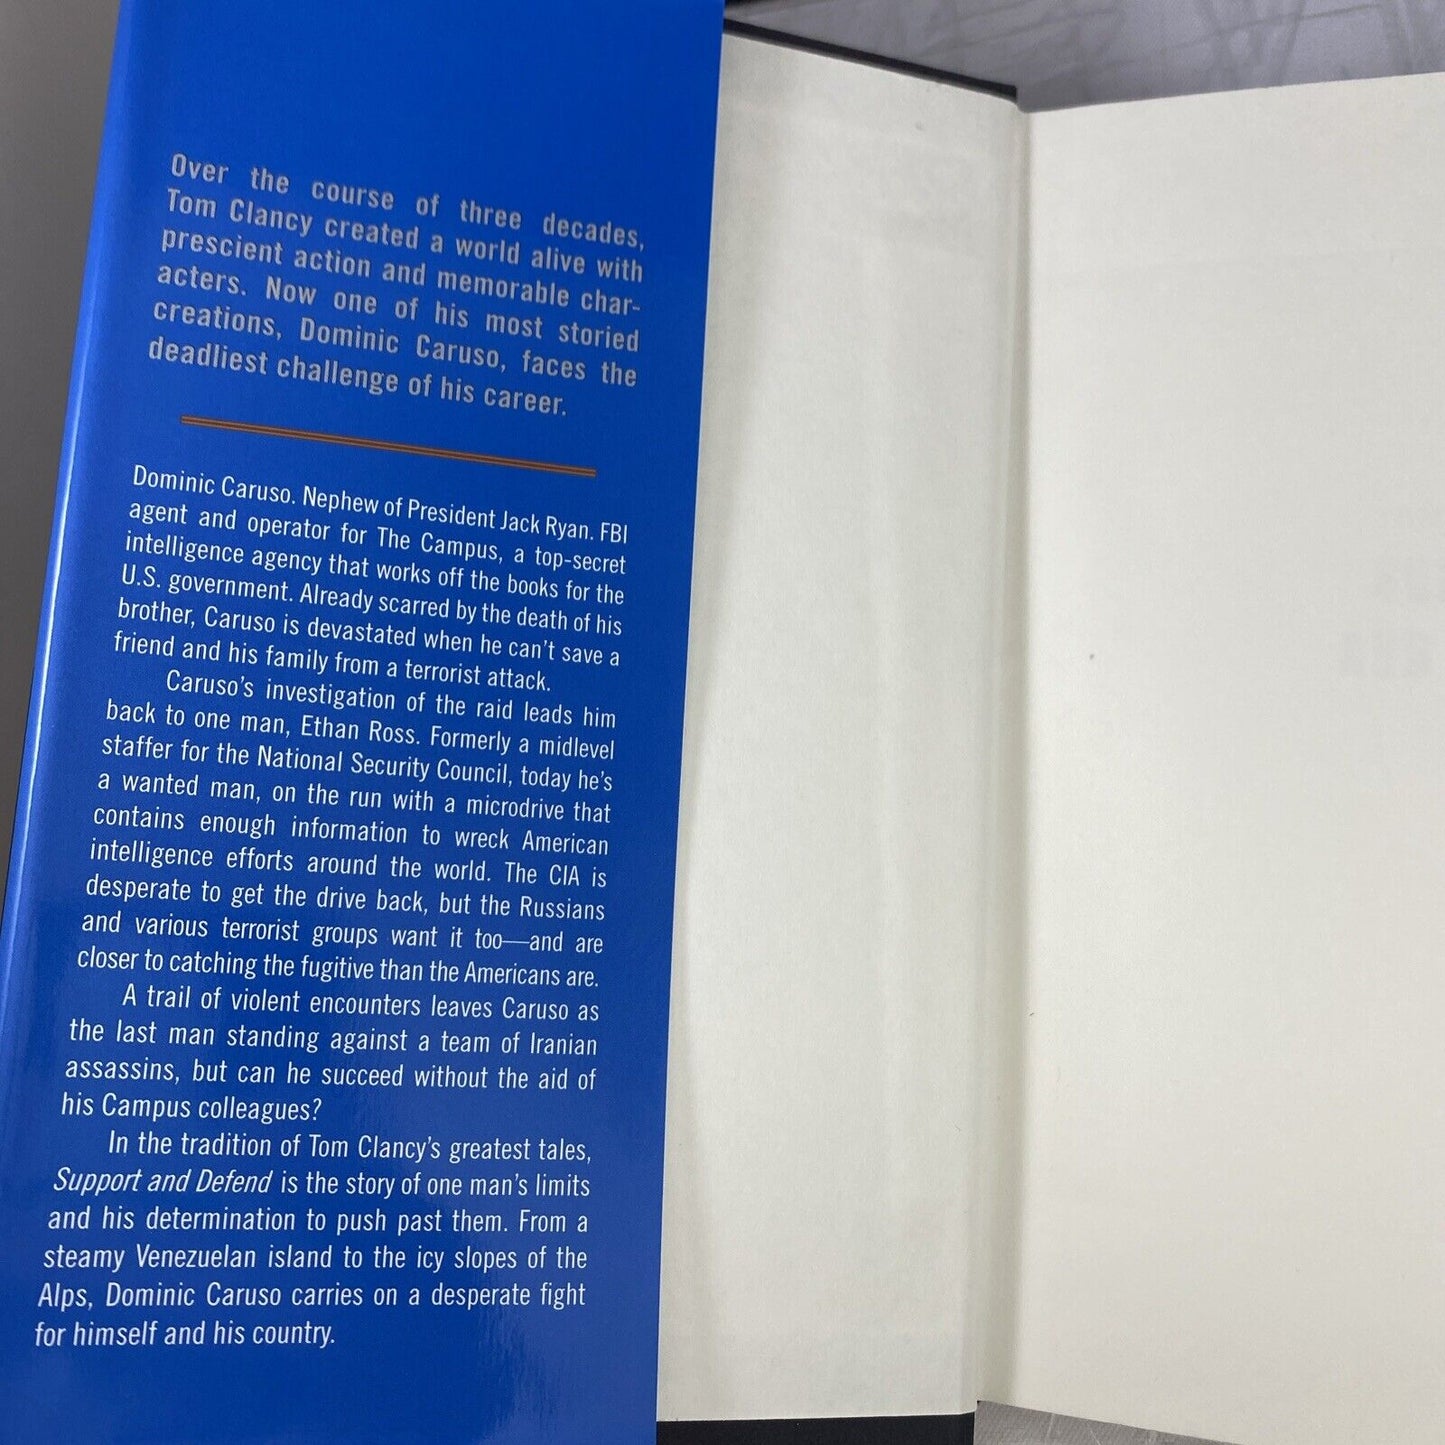 Over the course of three decades,
Tom Clancy created a world alive with
prescient action and memorable char-
acters. Now one of his most storied
creations, Dominic Caruso, faces the
deadliest challenge of his career.
Dominic Caruso. Nephew of President Jack Ryan. FBI
agent and operator for The Campus, a top-secret
intelligence agency that works off the books for the
U.S. government. Already scarred by the death of his
brother, Caruso is devastated when he can't save a
friend and his family from a terrorist attack.
Caruso's investigation of the raid leads him
back to one man, Ethan Ross. Formerly a midlevel
staffer for the National Security Council, today he's
a wanted man, on the run with a microdrive that
contains enough information to wreck American
intelligence efforts around the world. The CIA is
desperate to get the drive back, but the Russians
and various terrorist groups want it too—and are
closer to catching the fugitive than the Americans are.
A trail of violent encounters leaves Caruso as
the last man standing against a team of Iranian
assassins, but can he succeed without the aid of
his Campus colleagues?
In the tradition of Tom Clancy's greatest tales,
Support and Defend is the story of one man's limits
and his determination to push past them. From a
steamy Venezuelan island to the icy slopes of the
Alps, Dominic Caruso carries on a desperate fight
for himself and his country.